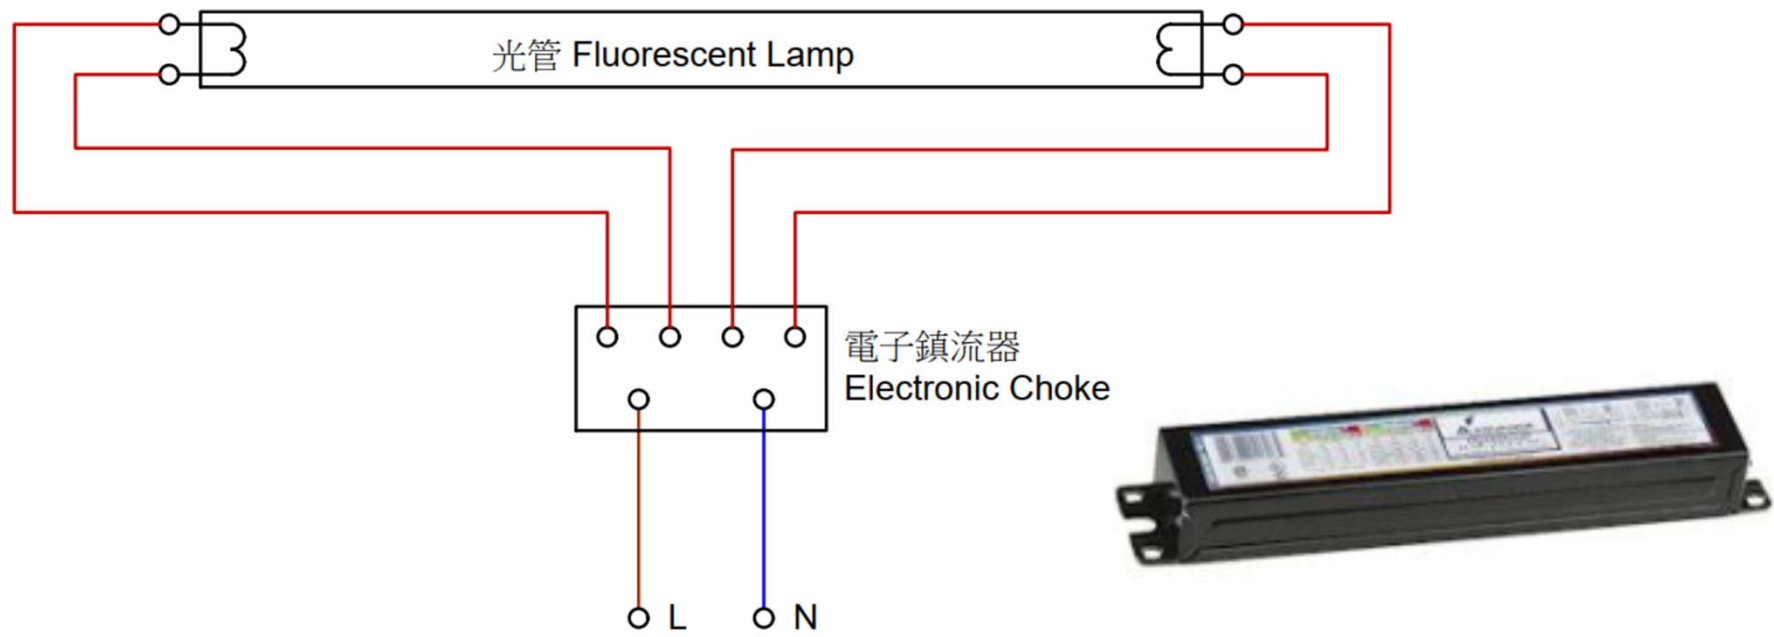 光管 Fluorescent Lamp
電子鎮流器
Electronic Choke
L
N